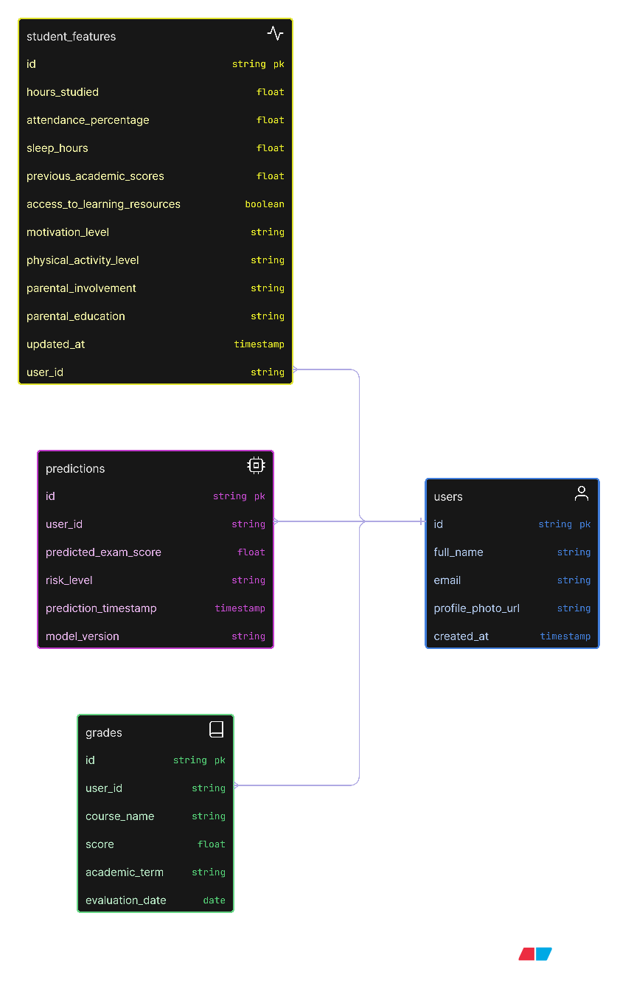 student_features
id string pk
hours_studied float
attendance_percentage float
sleep_hours float
previous_academic_scores float
access_to_learning_resources boolean
motivation_level string
physical_activity_level string
parental_involvement string
parental_education string
updated_at timestamp
user_id string
predictions
id string pk
user_id string
predicted_exam_score float
risk_level string
prediction_timestamp timestamp
model_version string
users
id string pk
full_name string
email string
profile_photo_url string
created_at timestamp
grades
id string pk
user_id string
course_name string
score float
academic_term string
evaluation_date date